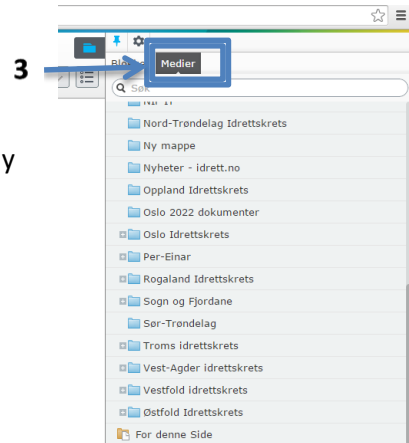 3
Medier
Søk
y
Nord-Trøndelag Idrettskrets
Ny mappe
Nyheter - idrett.no
Oppland Idrettskrets
Oslo 2022 dokumenter
Oslo Idrettskrets
Per-Einar
Rogaland Idrettskrets
Sogn og Fjordane
Sør-Trøndelag
Troms idrettskrets
Vest-Agder idrettskrets
Vestfold idrettskrets
Østfold Idrettskrets
For denne Side